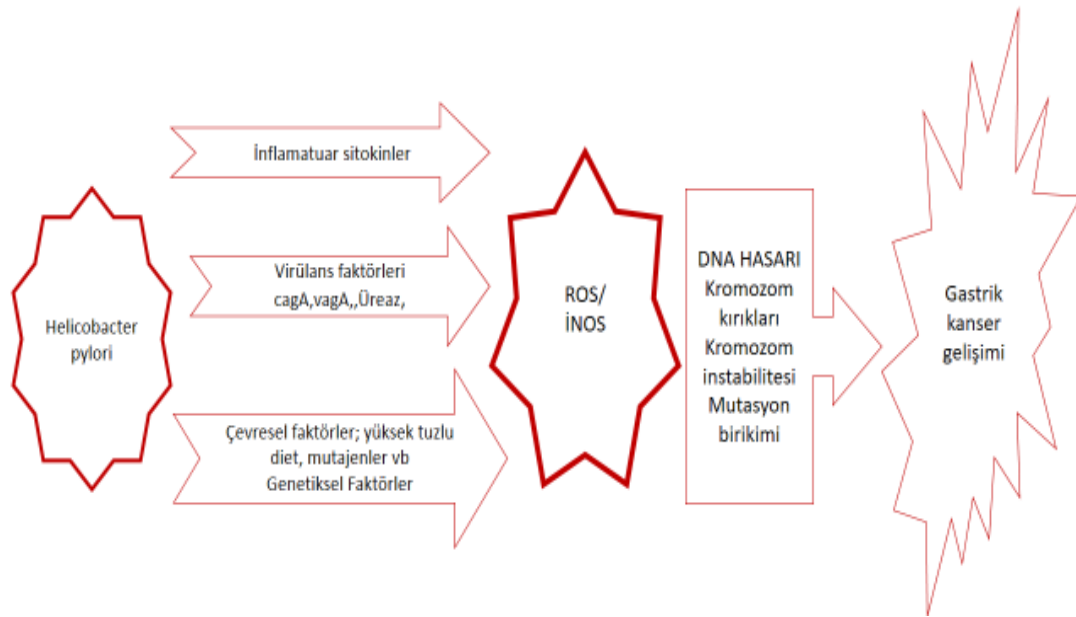 Helicobacter
pylori
İnflamatuar sitokinler
Virülans faktörleri
cagA,vagA,,Üreaz,
Çevresel faktörler; yüksek tuzlu
diet, mutajenler vb
Genetiksel Faktörler
ROS/
İNOS
DNA HASARI
Kromozom
kırıkları
Kromozom
instabilitesi
Mutasyon
birikimi
Gastrik
kanser
gelişimi